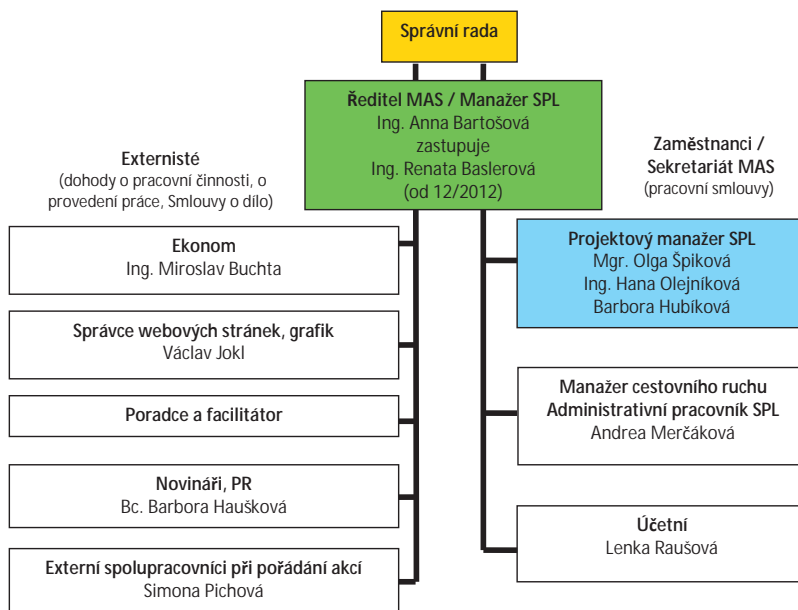 Správní rada
Ředitel MAS / Manažer SPL
Ing. Anna Bartošová
zastupuje
Ing. Renata Baslerová
(od 12/2012)
Externisté
(dohody o pracovní činnosti, o
provedení práce, Smlouvy o dílo)
Ekonom
Ing. Miroslav Buchta
Správce webových stránek, grafik
Václav Jokl
Poradce a facilitátor
Novináři, PR
Bc. Barbora Haušková
Externí spolupracovníci při pořádání akcí
Simona Pichová
Zaměstnanci /
Sekretariát MAS
(pracovní smlouvy)
Projektový manažer SPL
Mgr. Olga Špiková
Ing. Hana Olejníková
Barbora Hubíková
Manažer cestovního ruchu
Administrativní pracovník SPL
Andrea Merčáková
Účetní
Lenka Raušová